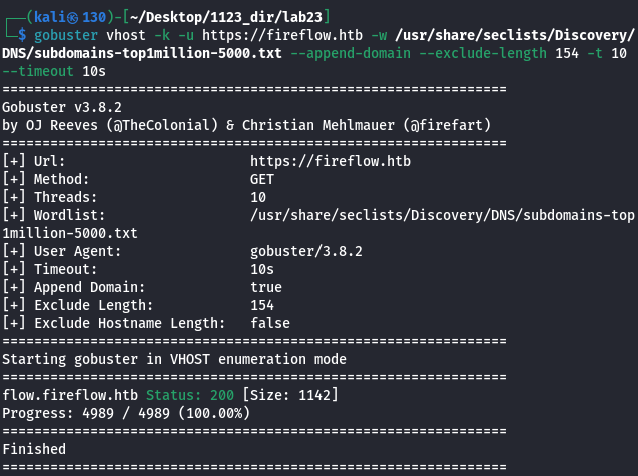 ┌──(kali㉿130)-[~/Desktop/1123_dir/lab23]
└─$ gobuster vhost -k -u https://fireflow.htb -w /usr/share/seclists/Discovery/
DNS/subdomains-top1million-5000.txt --append-domain --exclude-length 154 -t 10
--timeout 10s
===============================================================
Gobuster v3.8.2
by OJ Reeves (@TheColonial) & Christian Mehlmauer (@firefart)
===============================================================
[+] Url:                       https://fireflow.htb
[+] Method:                    GET
[+] Threads:                   10
[+] Wordlist:                  /usr/share/seclists/Discovery/DNS/subdomains-top
1million-5000.txt
[+] User Agent:                gobuster/3.8.2
[+] Timeout:                   10s
[+] Append Domain:             true
[+] Exclude Length:            154
[+] Exclude Hostname Length:   false
===============================================================
Starting gobuster in VHOST enumeration mode
===============================================================
flow.fireflow.htb Status: 200 [Size: 1142]
Progress: 4989 / 4989 (100.00%)
===============================================================
Finished
===============================================================